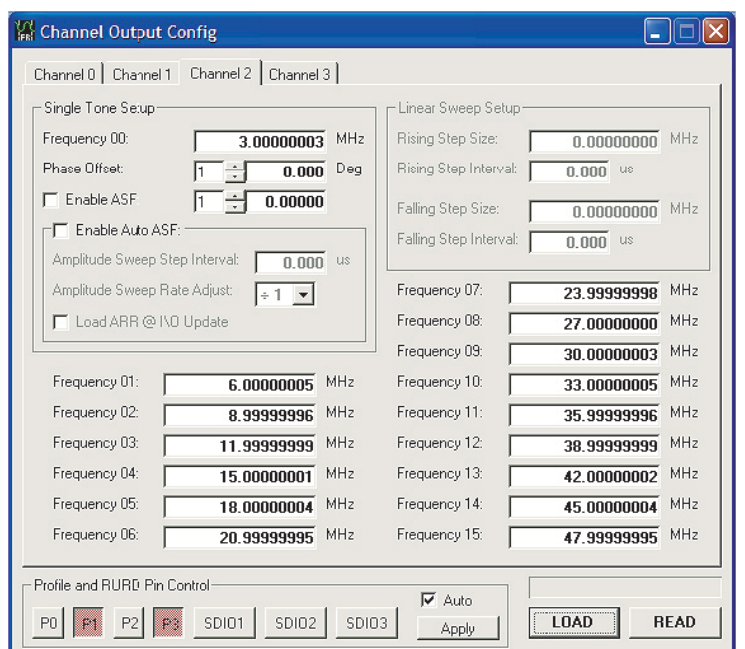 Channel Output Config
Channel 0 Channel 1 Channel 2 Channel 3
Single Tone Setup
Frequency 00: 3.00000003 MHz
Phase Offset: 1 0.000 Deg
Enable ASF 1 0.00000
Enable Auto ASF:
Amplitude Sweep Step Interval: 0.000 us
Amplitude Sweep Rate Adjust: ÷ 1
Load ARR @ I\O Update
Linear Sweep Setup
Rising Step Size: 0.00000000 MHz
Rising Step Interval: 0.000 us
Falling Step Size: 0.00000000 MHz
Falling Step Interval: 0.000 us
Frequency 01: 6.00000005 MHz
Frequency 02: 8.99999996 MHz
Frequency 03: 11.99999999 MHz
Frequency 04: 15.00000001 MHz
Frequency 05: 18.00000004 MHz
Frequency 06: 20.99999995 MHz
Frequency 07: 23.99999998 MHz
Frequency 08: 27.00000000 MHz
Frequency 09: 30.00000003 MHz
Frequency 10: 33.00000005 MHz
Frequency 11: 35.99999996 MHz
Frequency 12: 38.99999999 MHz
Frequency 13: 42.00000002 MHz
Frequency 14: 45.00000004 MHz
Frequency 15: 47.99999995 MHz
Profile and RURD Pin Control
P0 P1 P2 P3 SDIO1 SDIO2 SDIO3
Auto
Apply
LOAD READ